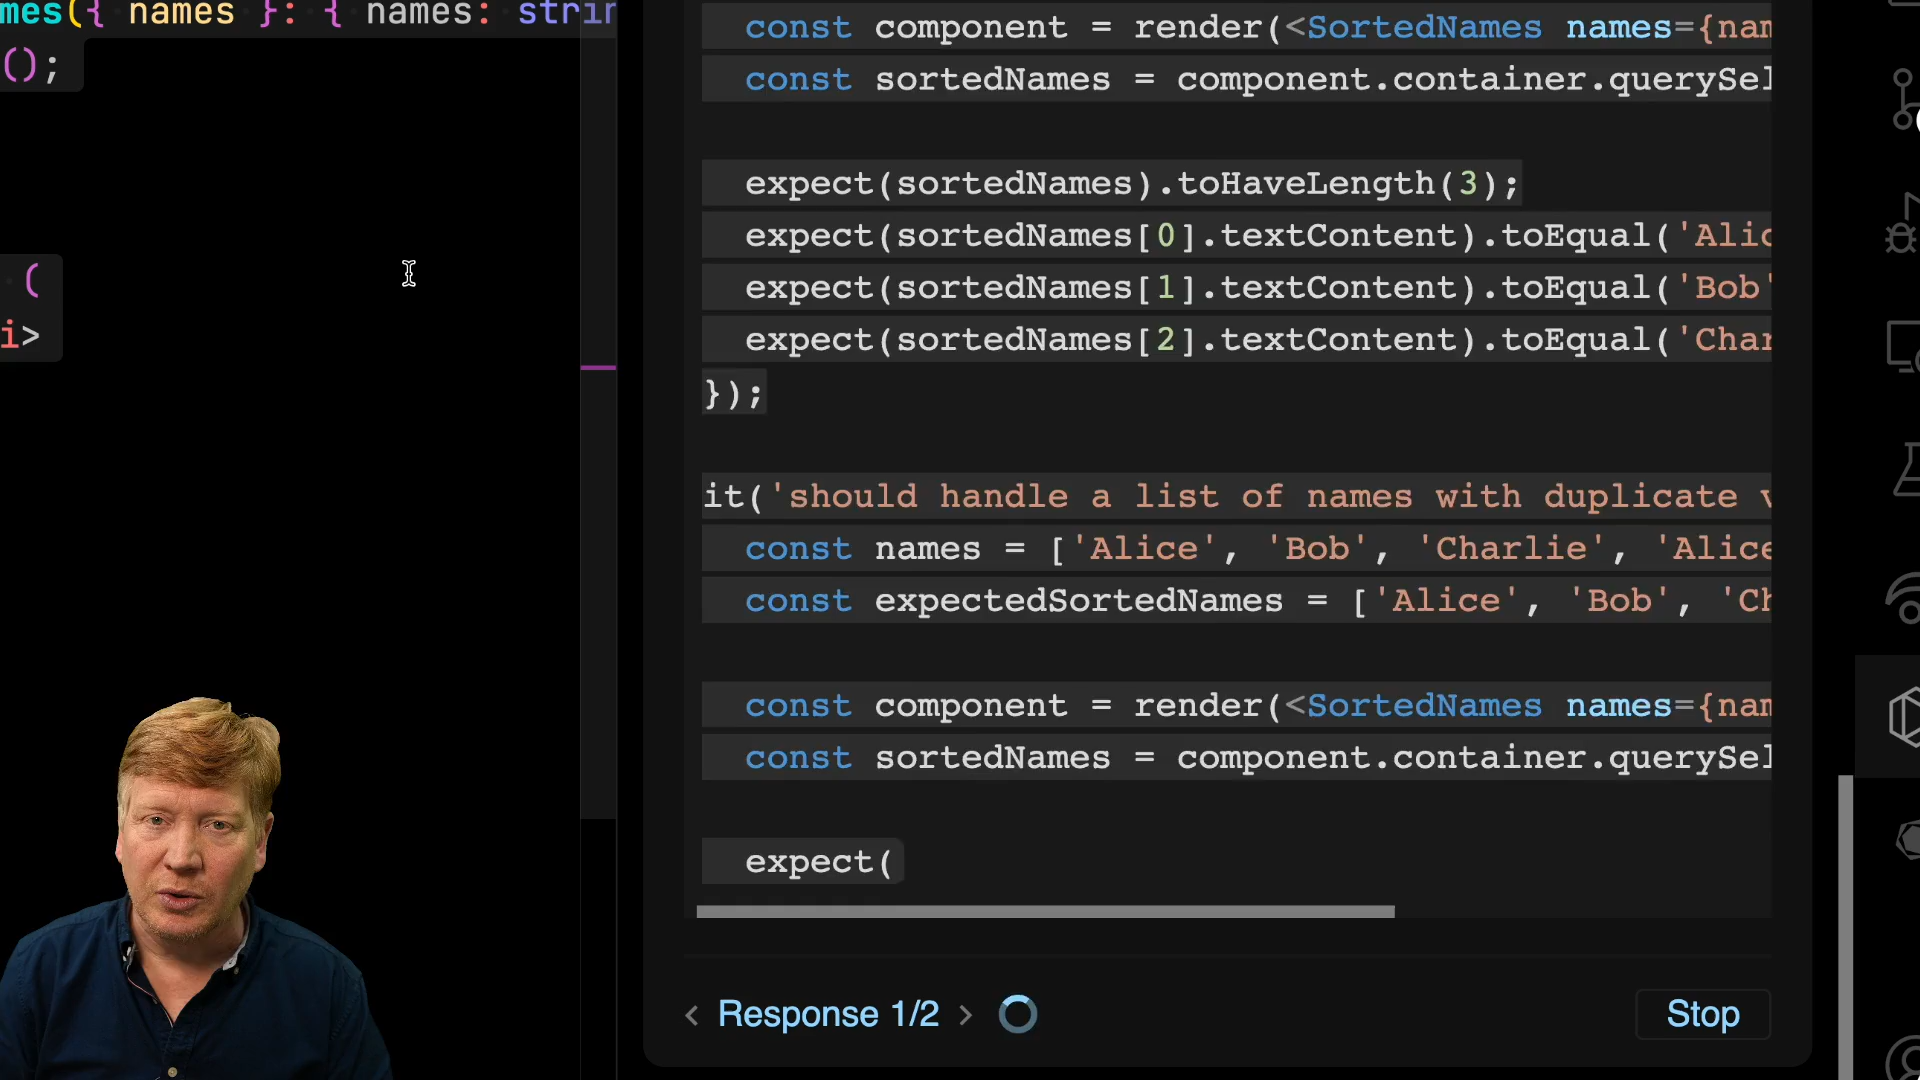 mes({ names }: { names: strin
();
(
i>
const component = render(<SortedNames names={nam
const sortedNames = component.container.querySel
expect(sortedNames).toHaveLength(3);
expect(sortedNames[0].textContent).toEqual('Alic
expect(sortedNames[1].textContent).toEqual('Bob'
expect(sortedNames[2].textContent).toEqual('Char
});
it('should handle a list of names with duplicate v
const names = ['Alice', 'Bob', 'Charlie', 'Alice
const expectedSortedNames = ['Alice', 'Bob', 'Ch
const component = render(<SortedNames names={nam
const sortedNames = component.container.querySel
expect(
< Response 1/2 >
Stop